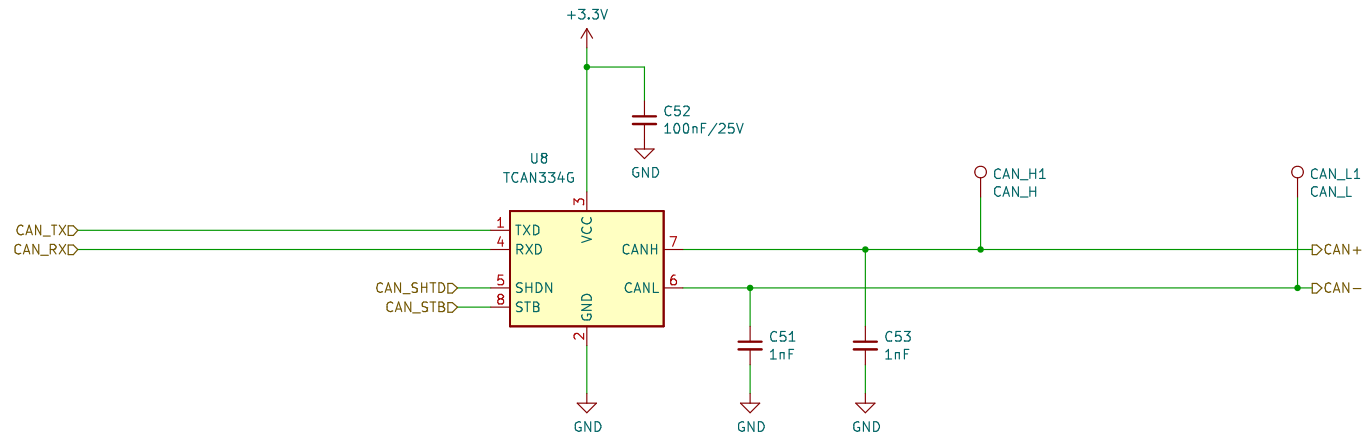 +3.3V
C52
100nF/25V
GND
U8
TCAN334G
CAN_H1
CAN_H
CAN_L1
CAN_L
3
VCC
CAN_TX
1
TXD
CAN_RX
4
RXD
CANH
7
CAN+
CAN_SHTD
5
SHDN
CANL
6
CAN-
CAN_STB
8
STB
GND
2
C51
1nF
C53
1nF
GND
GND
GND